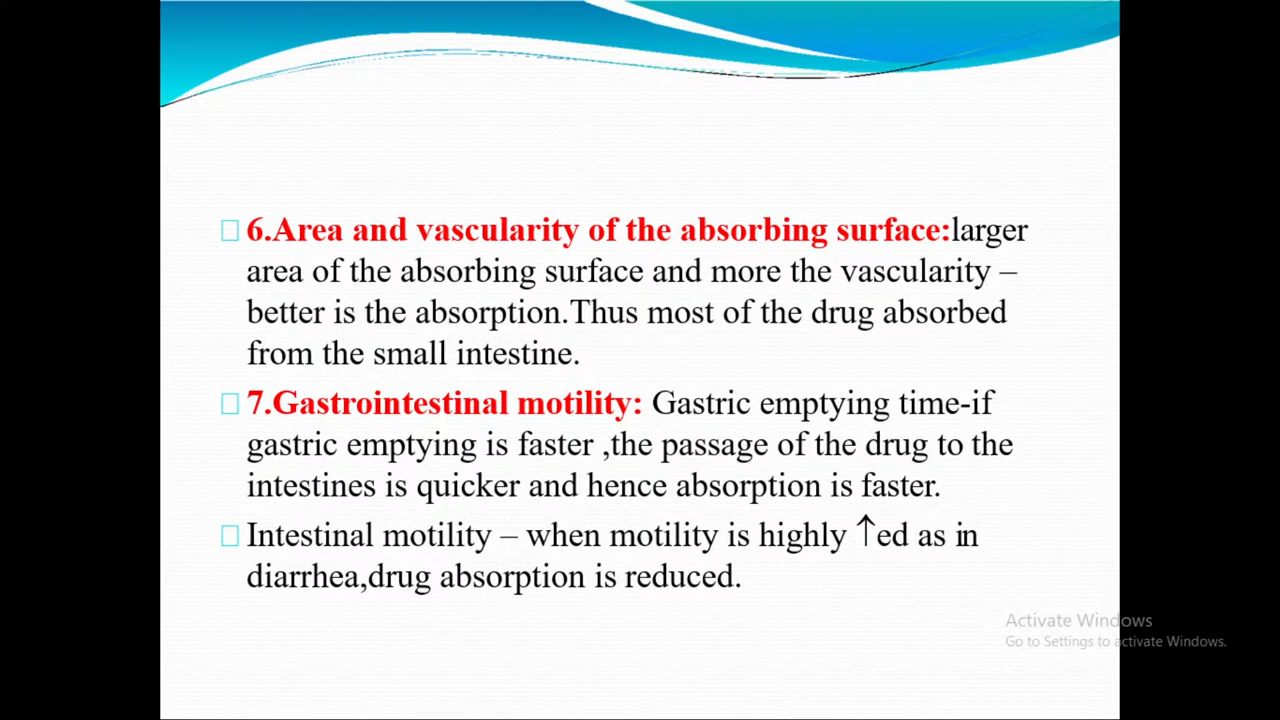 6.Area and vascularity of the absorbing surface:larger
area of the absorbing surface and more the vascularity –
better is the absorption.Thus most of the drug absorbed
from the small intestine.
7.Gastrointestinal motility: Gastric emptying time-if
gastric emptying is faster ,the passage of the drug to the
intestines is quicker and hence absorption is faster.
Intestinal motility – when motility is highly ↑ed as in
diarrhea,drug absorption is reduced.
Activate Windows
Go to Settings to activate Windows.